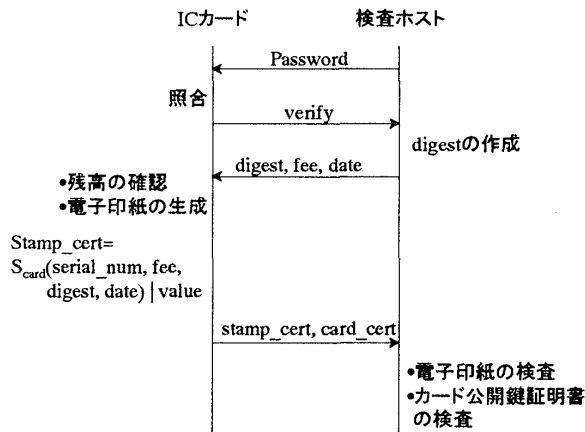 ICカード
検査ホスト
Password
照合
verify
digestの作成
digest, fee, date
•残高の確認
•電子印紙の生成
Stamp_cert=
Scard(serial_num, fee,
digest, date) | value
stamp_cert, card_cert
•電子印紙の検査
•カード公開鍵証明書
の検査